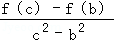 f (c) − f (b)
c² − b²